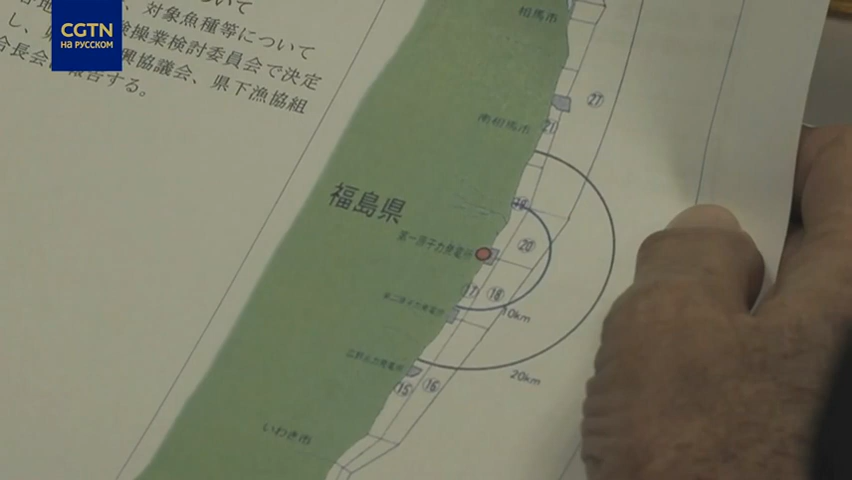 CGTN
НА РУССКОМ
、対象魚種等について
検操業検討委員会で決定
興協議会、県下漁協組
合長会
報告する。
相馬市
27
南相馬市
21
福島県
19
第一原子力発電所
20
17
18
第二原子力発電所
10km
広野火力発電所
20km
15
16
いわき市